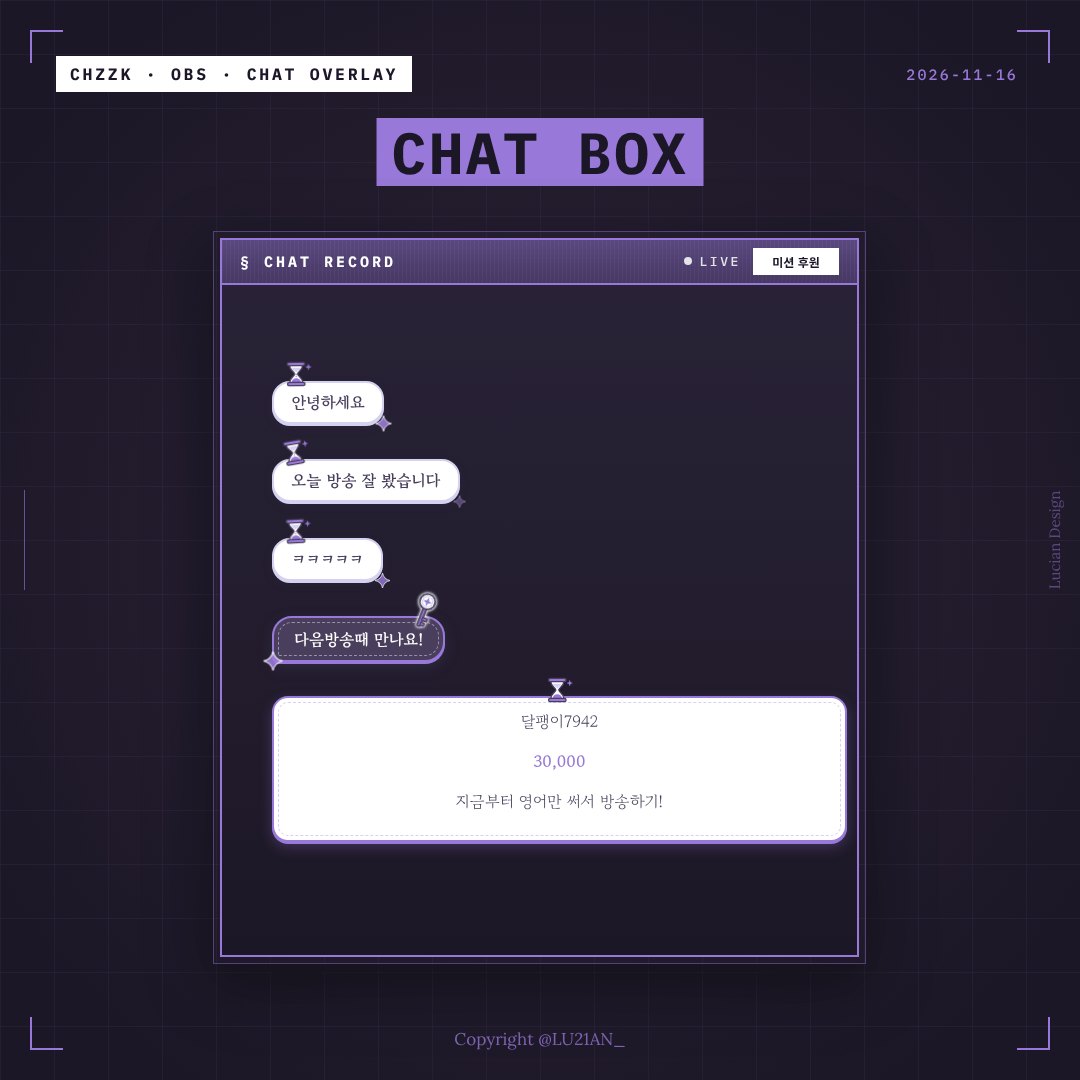 CHZZK · OBS · CHAT OVERLAY
2026-11-16
CHAT BOX
§ CHAT RECORD
LIVE
미션 후원
안녕하세요
오늘 방송 잘 봤습니다
ㅋㅋㅋㅋㅋ
다음방송때 만나요!
달팽이7942
30,000
지금부터 영어만 써서 방송하기!
Lucian Design
Copyright @LU21AN_